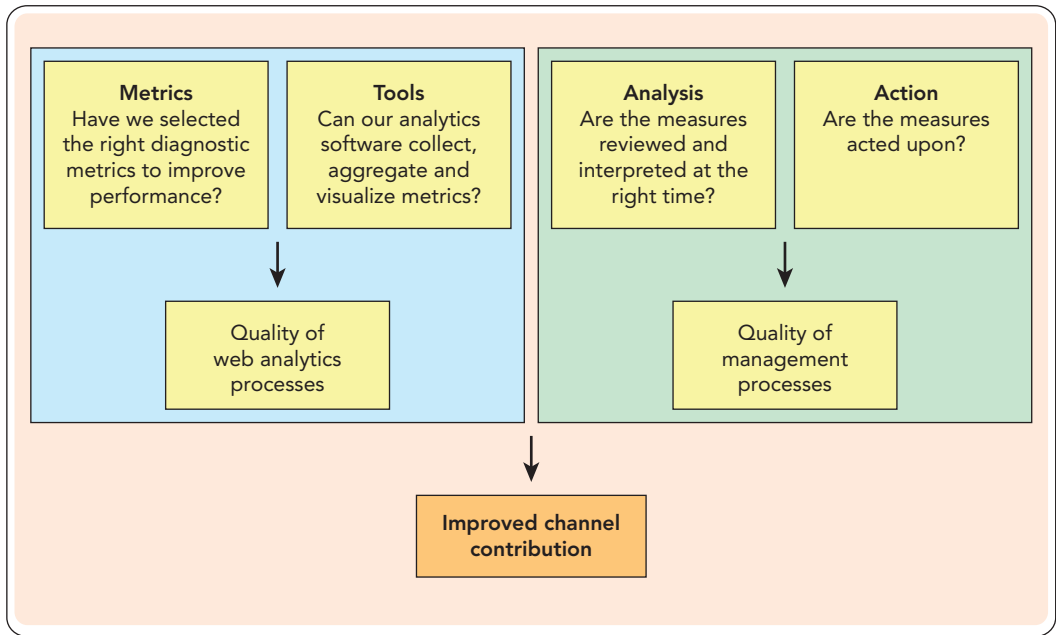 Metrics
Have we selected
the right diagnostic
metrics to improve
performance?
Tools
Can our analytics
software collect,
aggregate and
visualize metrics?
Analysis
Are the measures
reviewed and
interpreted at the
right time?
Action
Are the measures
acted upon?
Quality of
web analytics
processes
Quality of
management
processes
Improved channel
contribution